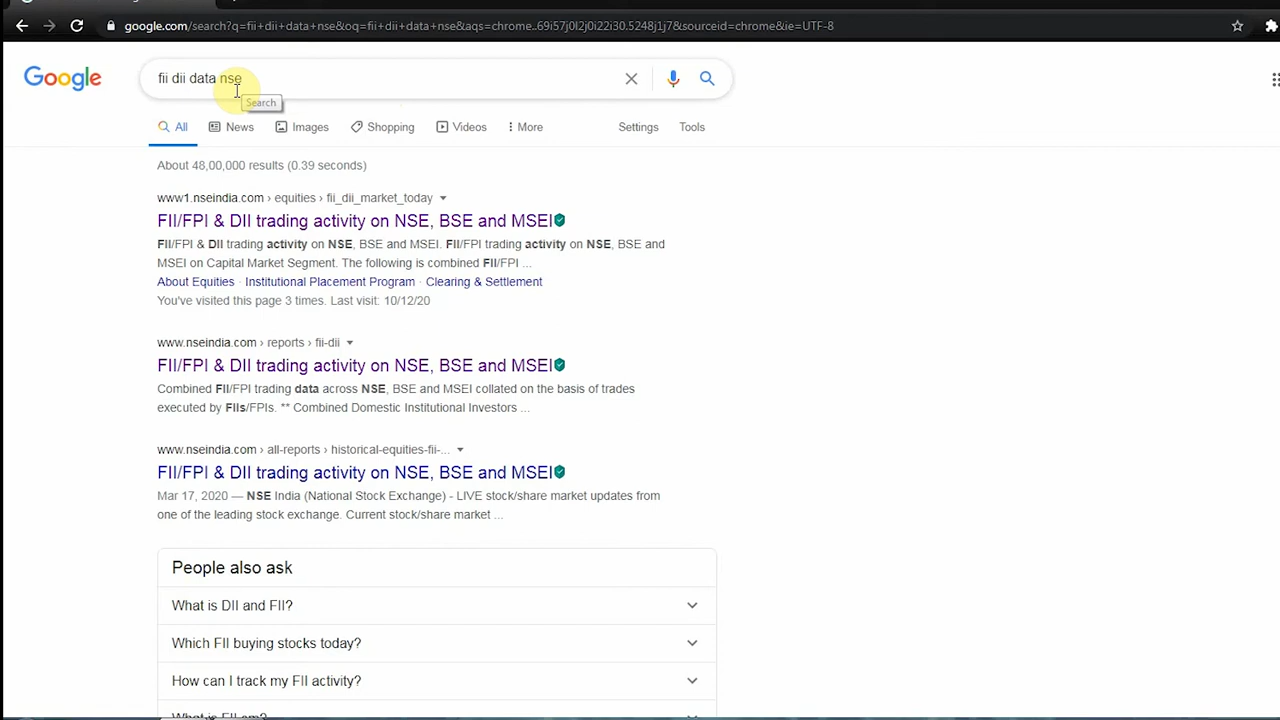 google.com/search?q=fii+dii+data+nse&oq=fii+dii+data+nse&aqs=chrome..69i57j0l2j0i22i30.5248j1j7&sourceid=chrome&ie=UTF-8
Google
fii dii data nse
Search
All News Images Shopping Videos More Settings Tools
About 48,00,000 results (0.39 seconds)
www1.nseindia.com › equities › fii_dii_market_today
FII/FPI & DII trading activity on NSE, BSE and MSEI
FII/FPI & DII trading activity on NSE, BSE and MSEI. FII/FPI trading activity on NSE, BSE and
MSEI on Capital Market Segment. The following is combined FII/FPI ...
About Equities · Institutional Placement Program · Clearing & Settlement
You've visited this page 3 times. Last visit: 10/12/20
www.nseindia.com › reports › fii-dii
FII/FPI & DII trading activity on NSE, BSE and MSEI
Combined FII/FPI trading data across NSE, BSE and MSEI collated on the basis of trades
executed by FIIs/FPIs. ** Combined Domestic Institutional Investors ...
www.nseindia.com › all-reports › historical-equities-fii-...
FII/FPI & DII trading activity on NSE, BSE and MSEI
Mar 17, 2020 — NSE India (National Stock Exchange) - LIVE stock/share market updates from
one of the leading stock exchange. Current stock/share market ...
People also ask
What is DII and FII?
Which FII buying stocks today?
How can I track my FII activity?